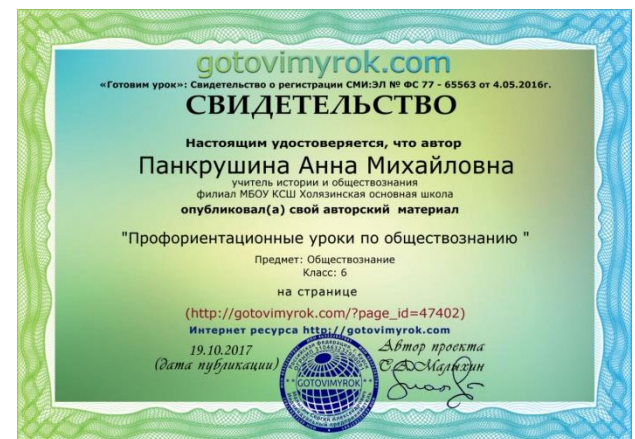 gotovimyrok.com
«Готовим урок»: Свидетельство о регистрации СМИ:ЭЛ № ФС 77 - 65563 от 4.05.2016г.
СВИДЕТЕЛЬСТВО
Настоящим удостоверяется, что автор
Панкрушина Анна Михайловна
учитель истории и обществознания
филиал МБОУ КСШ Холязинская основная школа
опубликовал(а) свой авторский материал
"Профориентационные уроки по обществознанию "
Предмет: Обществознание
Класс: 6
на странице
(http://gotovimyrok.com/?page_id=47402)
Интернет ресурса http://gotovimyrok.com
19.10.2017
(дата публикации)
Автор проекта
С.А.Малыхин
GOTOVIMYROK